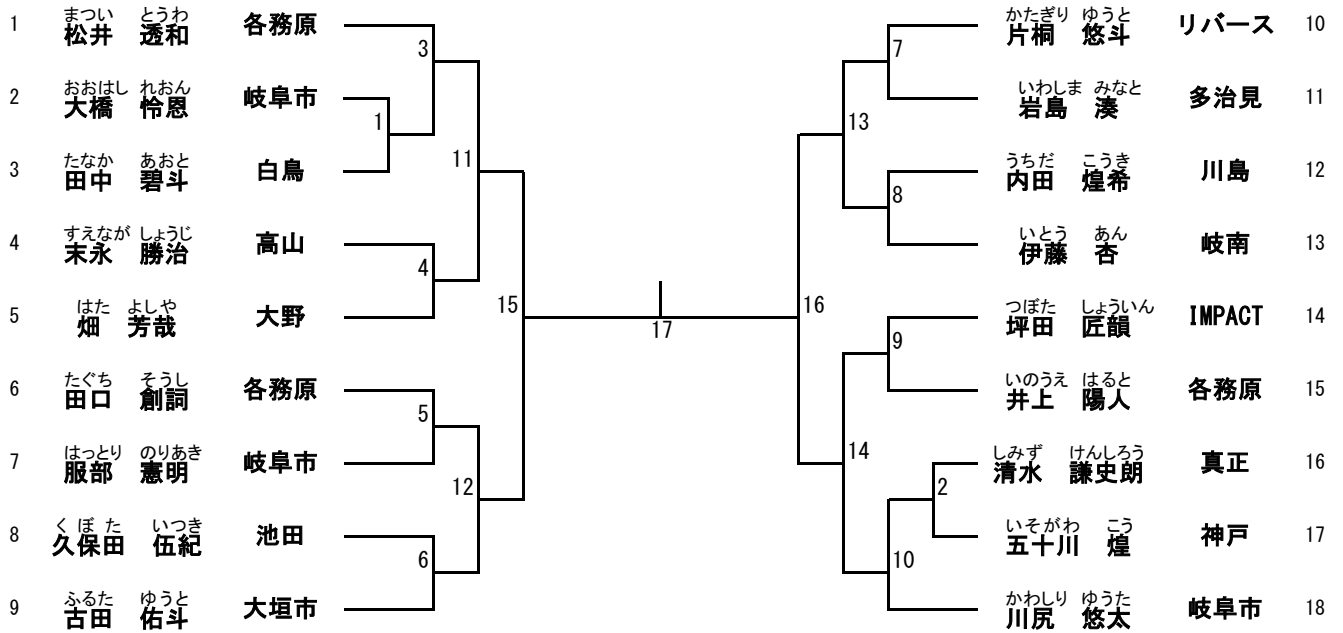 まつい とうわ
1 松井 透和 各務原
おおはし れおん
2 大橋 怜恩 岐阜市
たなか あおと
3 田中 碧斗 白鳥
すえなが しょうじ
4 末永 勝治 高山
はた よしや
5 畑 芳哉 大野
たぐち そうし
6 田口 創詞 各務原
はっとり のりあき
7 服部 憲明 岐阜市
くぼた いつき
8 久保田 伍紀 池田
ふるた ゆうと
9 古田 佑斗 大垣市
3
1
11
4
15
5
12
6
17
7
13
8
16
9
14
2
10
かたぎり ゆうと
片桐 悠斗 リバース 10
いわしま みなと
岩島 湊 多治見 11
うちだ こうき
内田 煌希 川島 12
いとう あん
伊藤 杏 岐南 13
つぼた しょういん
坪田 匠韻 IMPACT 14
いのうえ はると
井上 陽人 各務原 15
しみず けんしろう
清水 謙史朗 真正 16
いそがわ こう
五十川 煌 神戸 17
かわしり ゆうた
川尻 悠太 岐阜市 18